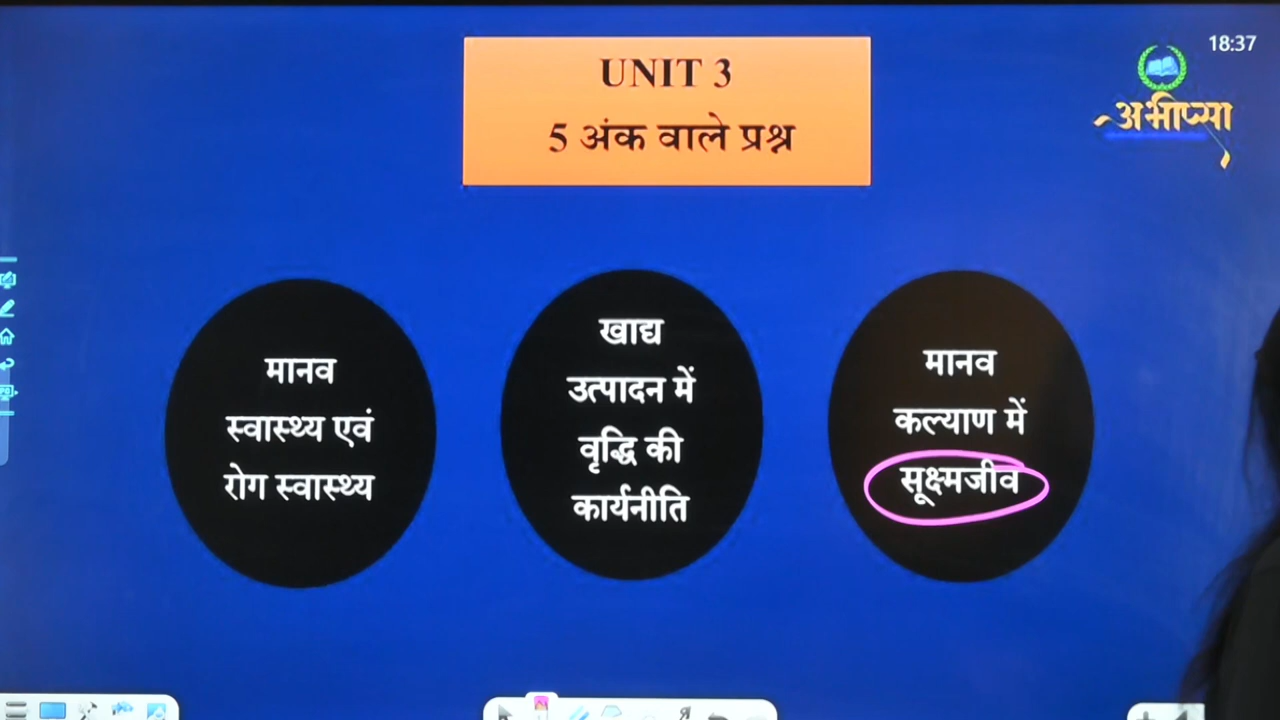 18:37
UNIT 3
5 अंक वाले प्रश्न
अभीप्सा
मानव
स्वास्थ्य एवं
रोग स्वास्थ्य
खाद्य
उत्पादन में
वृद्धि की
कार्यनीति
मानव
कल्याण में
सूक्ष्मजीव